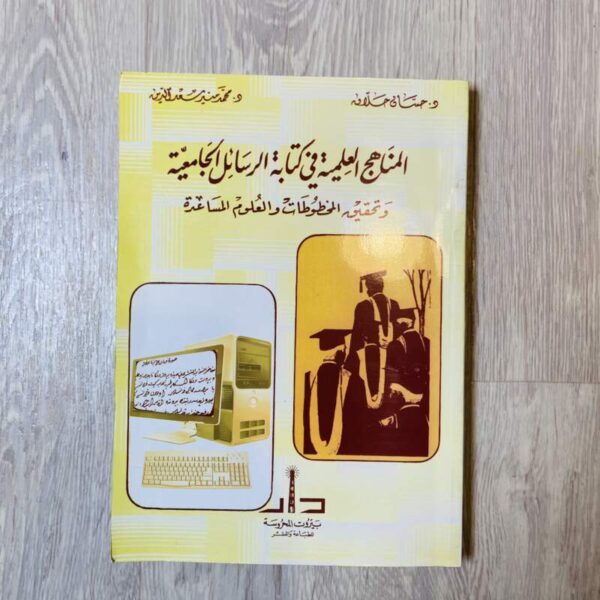 د. حسان حلاق
د. محمد منير سعد الدين
المناهج العلمية في كتابة الرسائل الجامعية
وتحقيق المخطوطات والعلوم المساعدة
دار
بيروت المحروسة
للطباعة والنشر